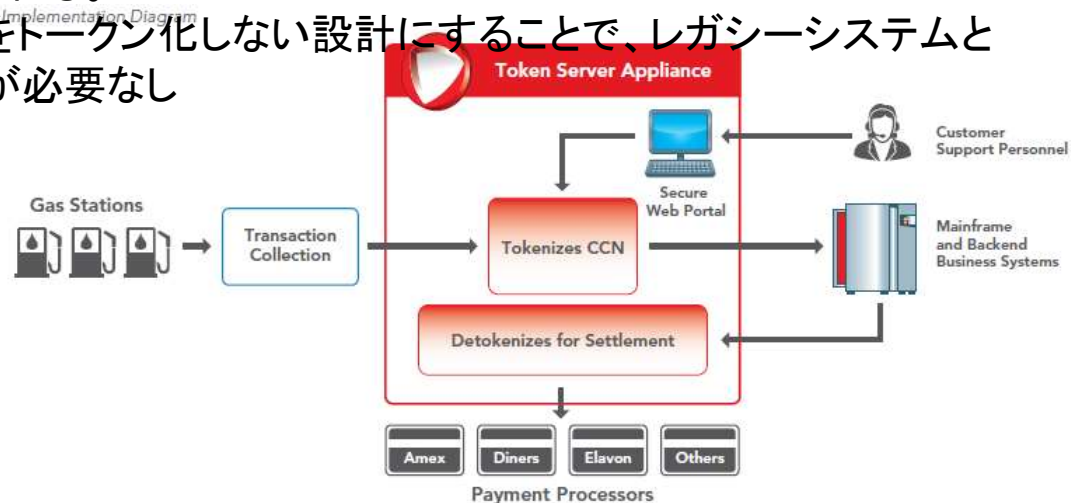 Implementation Diagram
をトークン化しない設計にすることで、レガシーシステムと
が必要なし
Token Server Appliance
Customer
Support Personnel
Secure
Web Portal
Gas Stations
Transaction
Collection
Tokenizes CCN
Mainframe
and Backend
Business Systems
Detokenizes for Settlement
Amex
Diners
Elavon
Others
Payment Processors